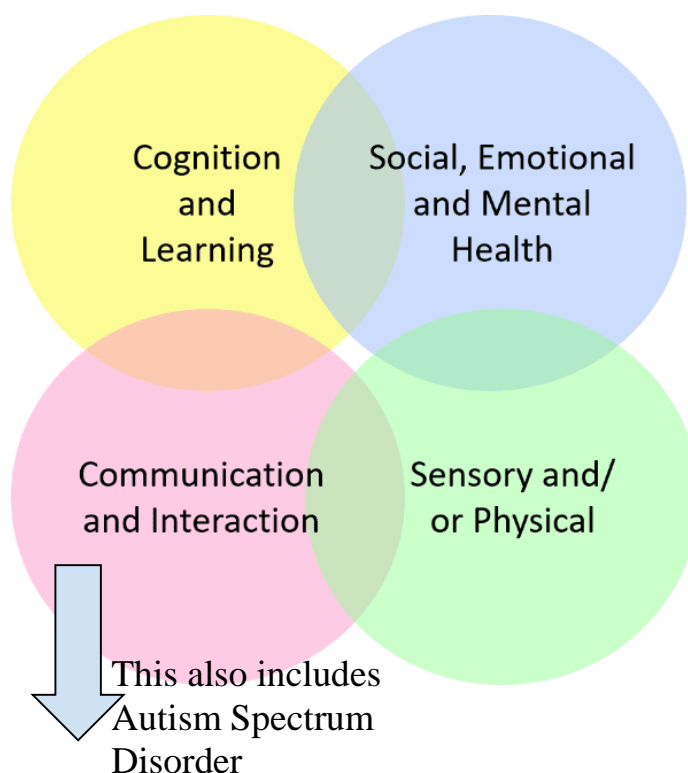 Cognition
and
Learning
Social, Emotional
and Mental
Health
Communication
and Interaction
Sensory and/
or Physical
This also includes
Autism Spectrum
Disorder